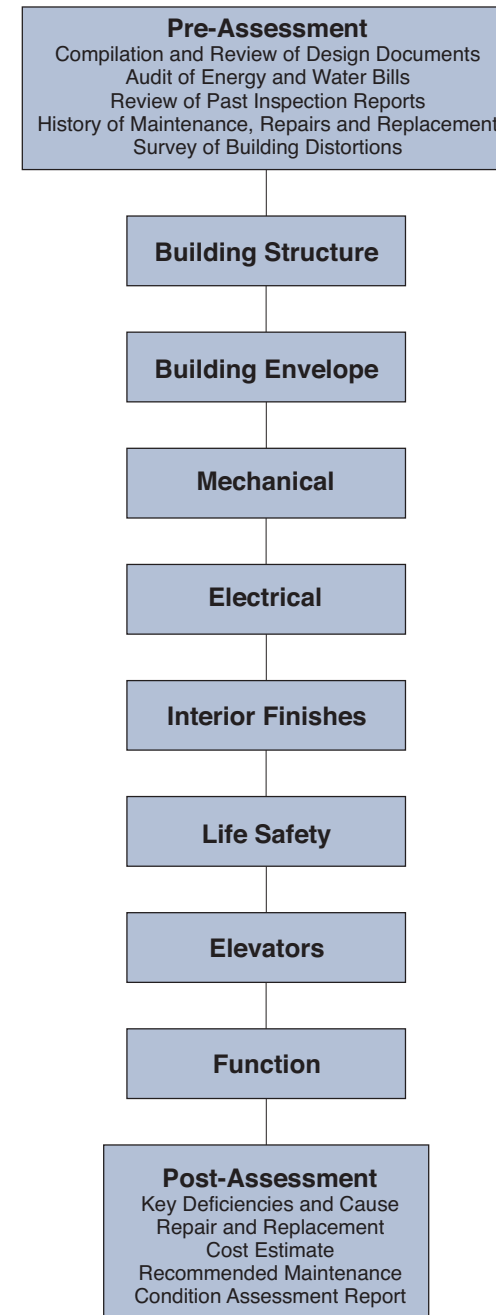 Pre-Assessment
Compilation and Review of Design Documents
Audit of Energy and Water Bills
Review of Past Inspection Reports
History of Maintenance, Repairs and Replacement
Survey of Building Distortions
Building Structure
Building Envelope
Mechanical
Electrical
Interior Finishes
Life Safety
Elevators
Function
Post-Assessment
Key Deficiencies and Cause
Repair and Replacement
Cost Estimate
Recommended Maintenance
Condition Assessment Report